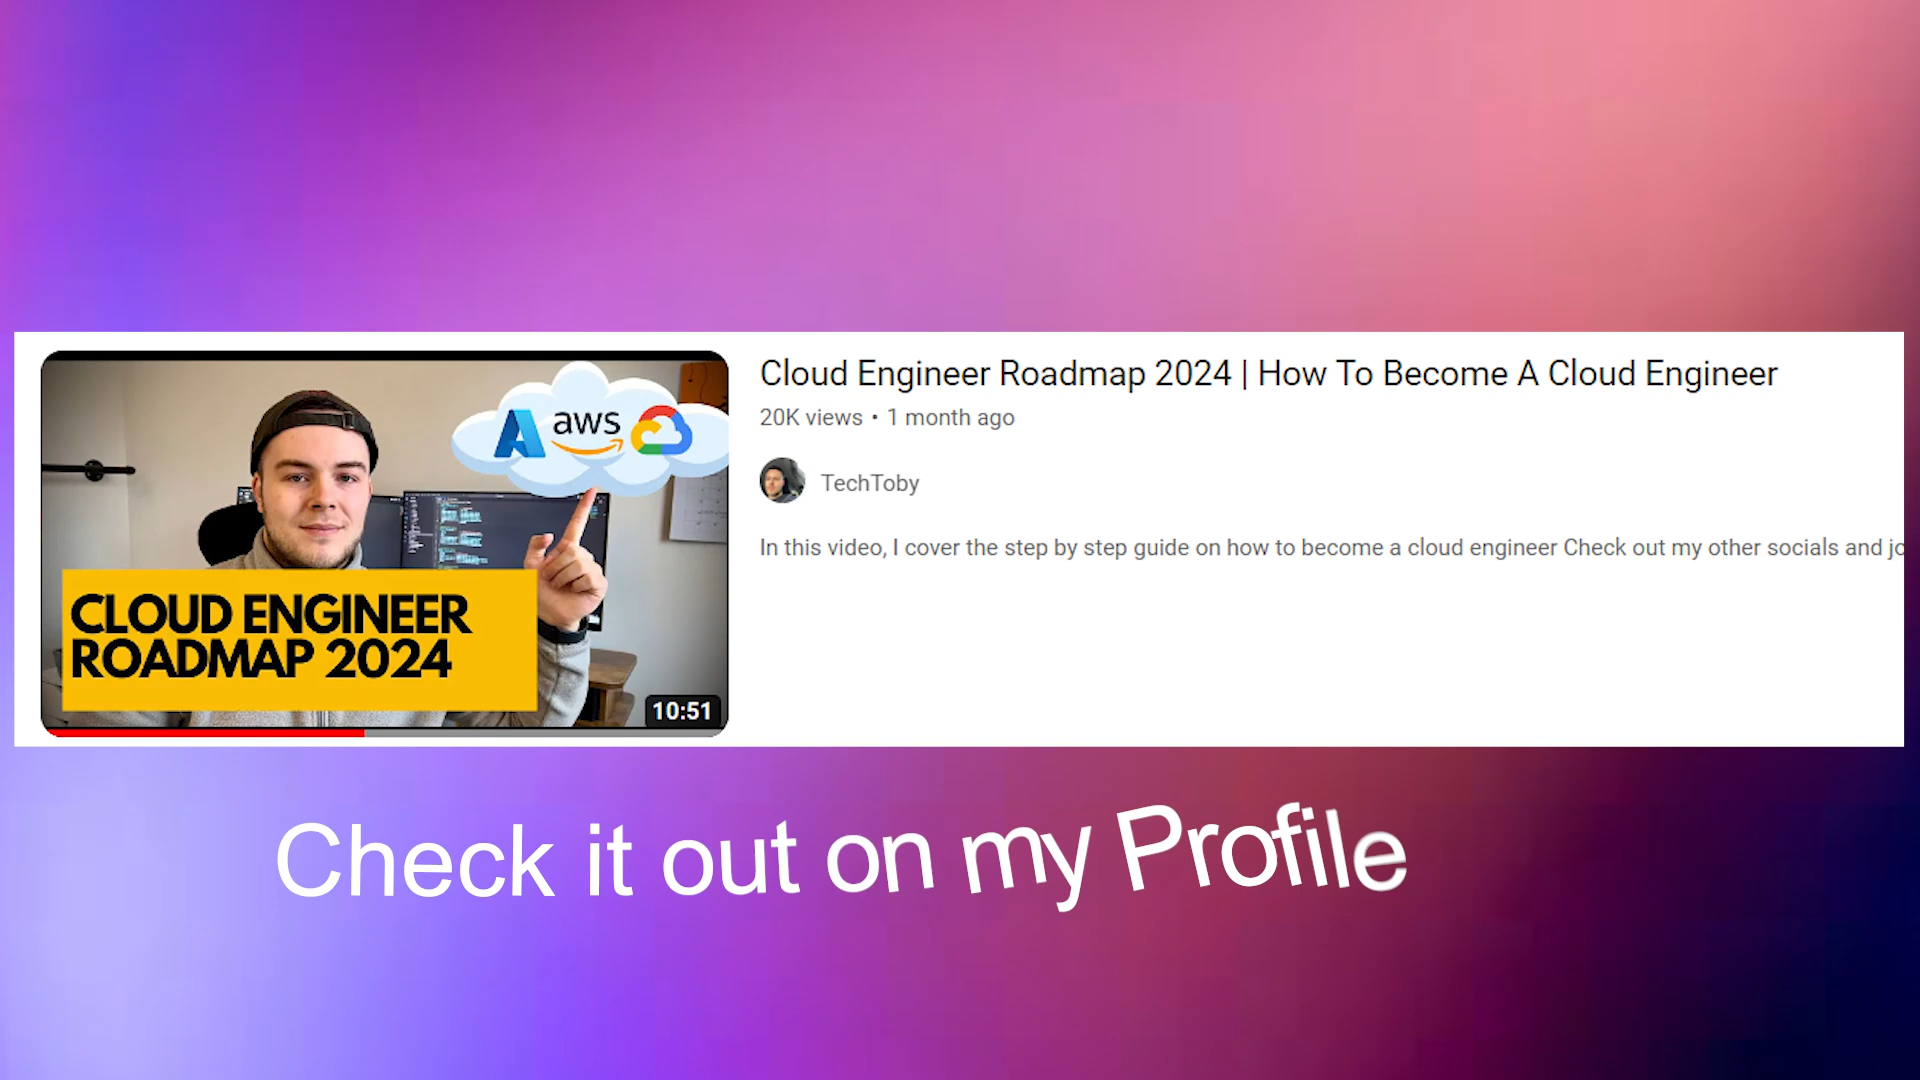 aws
CLOUD ENGINEER
ROADMAP 2024
10:51
Cloud Engineer Roadmap 2024 | How To Become A Cloud Engineer
20K views • 1 month ago
TechToby
In this video, I cover the step by step guide on how to become a cloud engineer Check out my other socials and jo
Check it out on my Profile